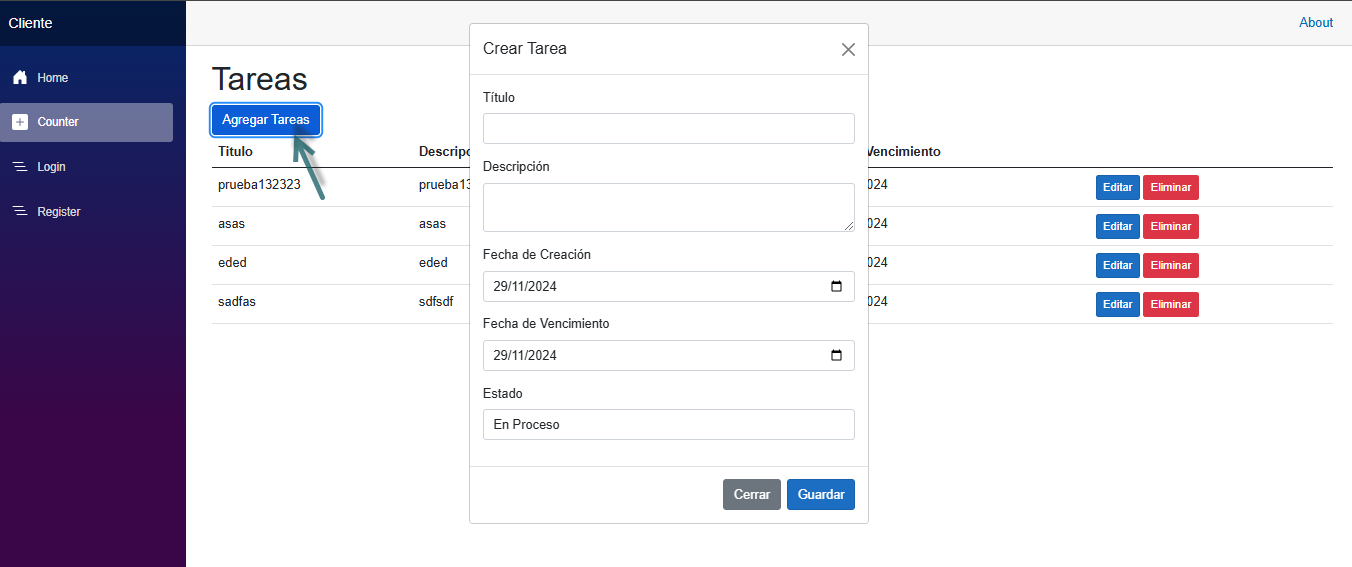 Cliente
About
Home
Counter
Login
Register
Tareas
Agregar Tareas
Titulo
Vencimiento
prueba132323
024
Editar Eliminar
asas asas
024
Editar Eliminar
eded eded
024
Editar Eliminar
sadfas sdfsdf
024
Editar Eliminar
Crear Tarea
Título
Descripción
Fecha de Creación
29/11/2024
Fecha de Vencimiento
29/11/2024
Estado
En Proceso
Cerrar Guardar